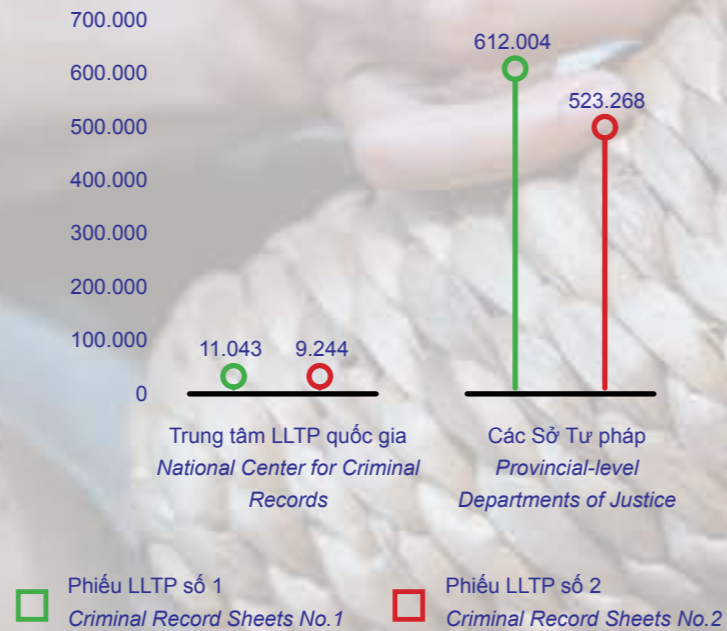 700.000
612.004
600.000
523.268
500.000
400.000
300.000
200.000
100.000
11.043 9.244
0
Trung tâm LLTP quốc gia
National Center for Criminal
Records
Các Sở Tư pháp
Provincial-level
Departments of Justice
Phiếu LLTP số 1
Criminal Record Sheets No.1
Phiếu LLTP số 2
Criminal Record Sheets No.2